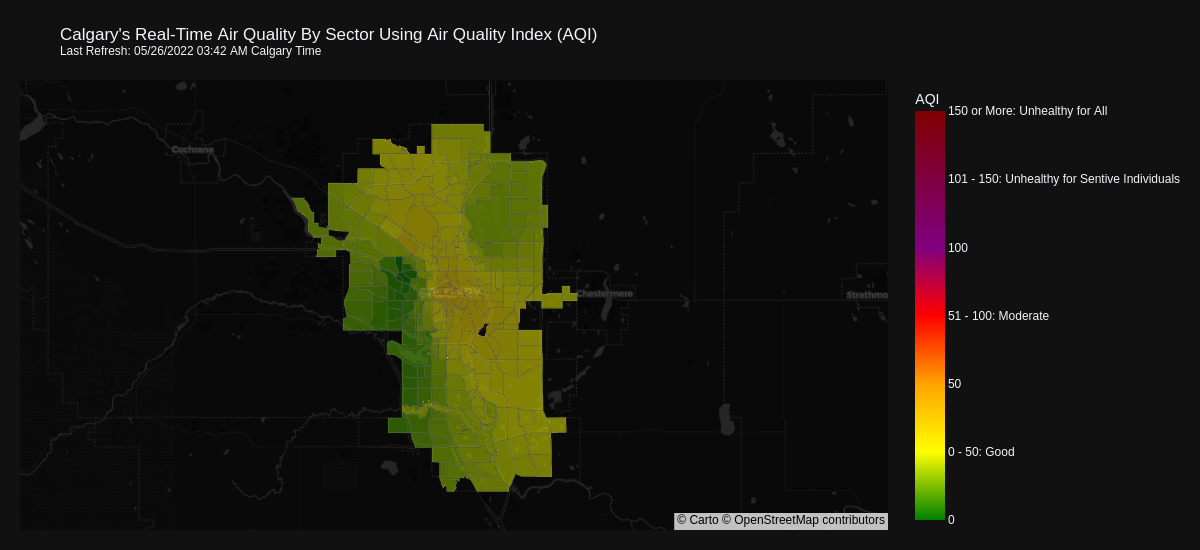 Calgary's Real-Time Air Quality By Sector Using Air Quality Index (AQI)
Last Refresh: 05/26/2022 03:42 AM Calgary Time
AQI
150 or More: Unhealthy for All
Cochrane
101 - 150: Unhealthy for Sentive Individuals
100
Chestermere
Strathmo
51 - 100: Moderate
50
0 - 50: Good
0
© Carto © OpenStreetMap contributors